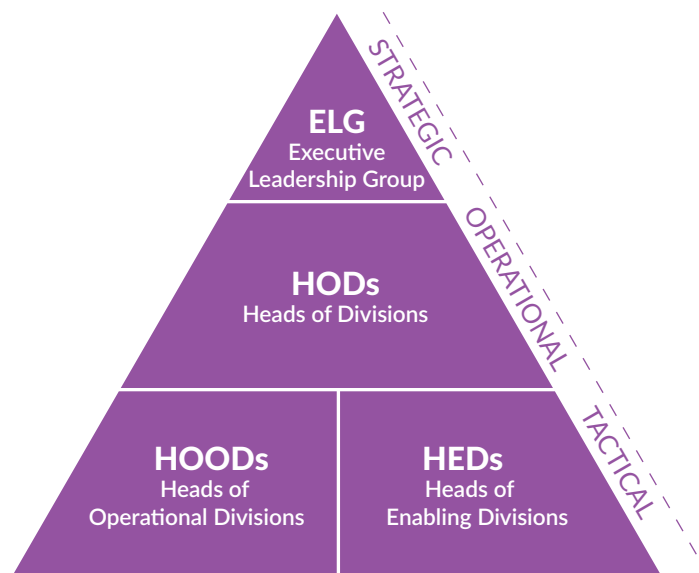 ELG
Executive
Leadership Group
STRATEGIC
HODs
Heads of Divisions
OPERATIONAL
HOODs
Heads of
Operational Divisions
HEDs
Heads of
Enabling Divisions
TACTICAL